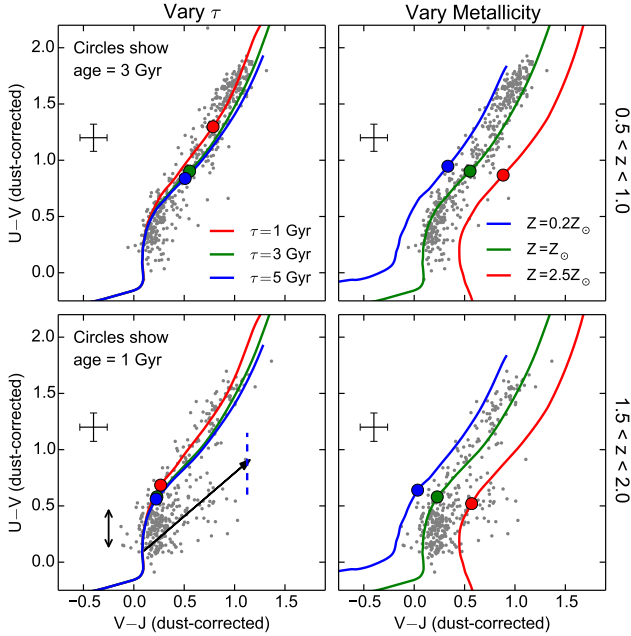 Vary τ
Vary Metallicity
2.0
1.5
1.0
0.5
0.0
U−V (dust-corrected)
Circles show
age = 3 Gyr
τ=1 Gyr
τ=3 Gyr
τ=5 Gyr
Z=0.2Z⊙
Z=Z⊙
Z=2.5Z⊙
0.5 < z < 1.0
2.0
1.5
1.0
0.5
0.0
U−V (dust-corrected)
Circles show
age = 1 Gyr
1.5 < z < 2.0
−0.5 0.0 0.5 1.0 1.5
−0.5 0.0 0.5 1.0 1.5
V−J (dust-corrected)
V−J (dust-corrected)